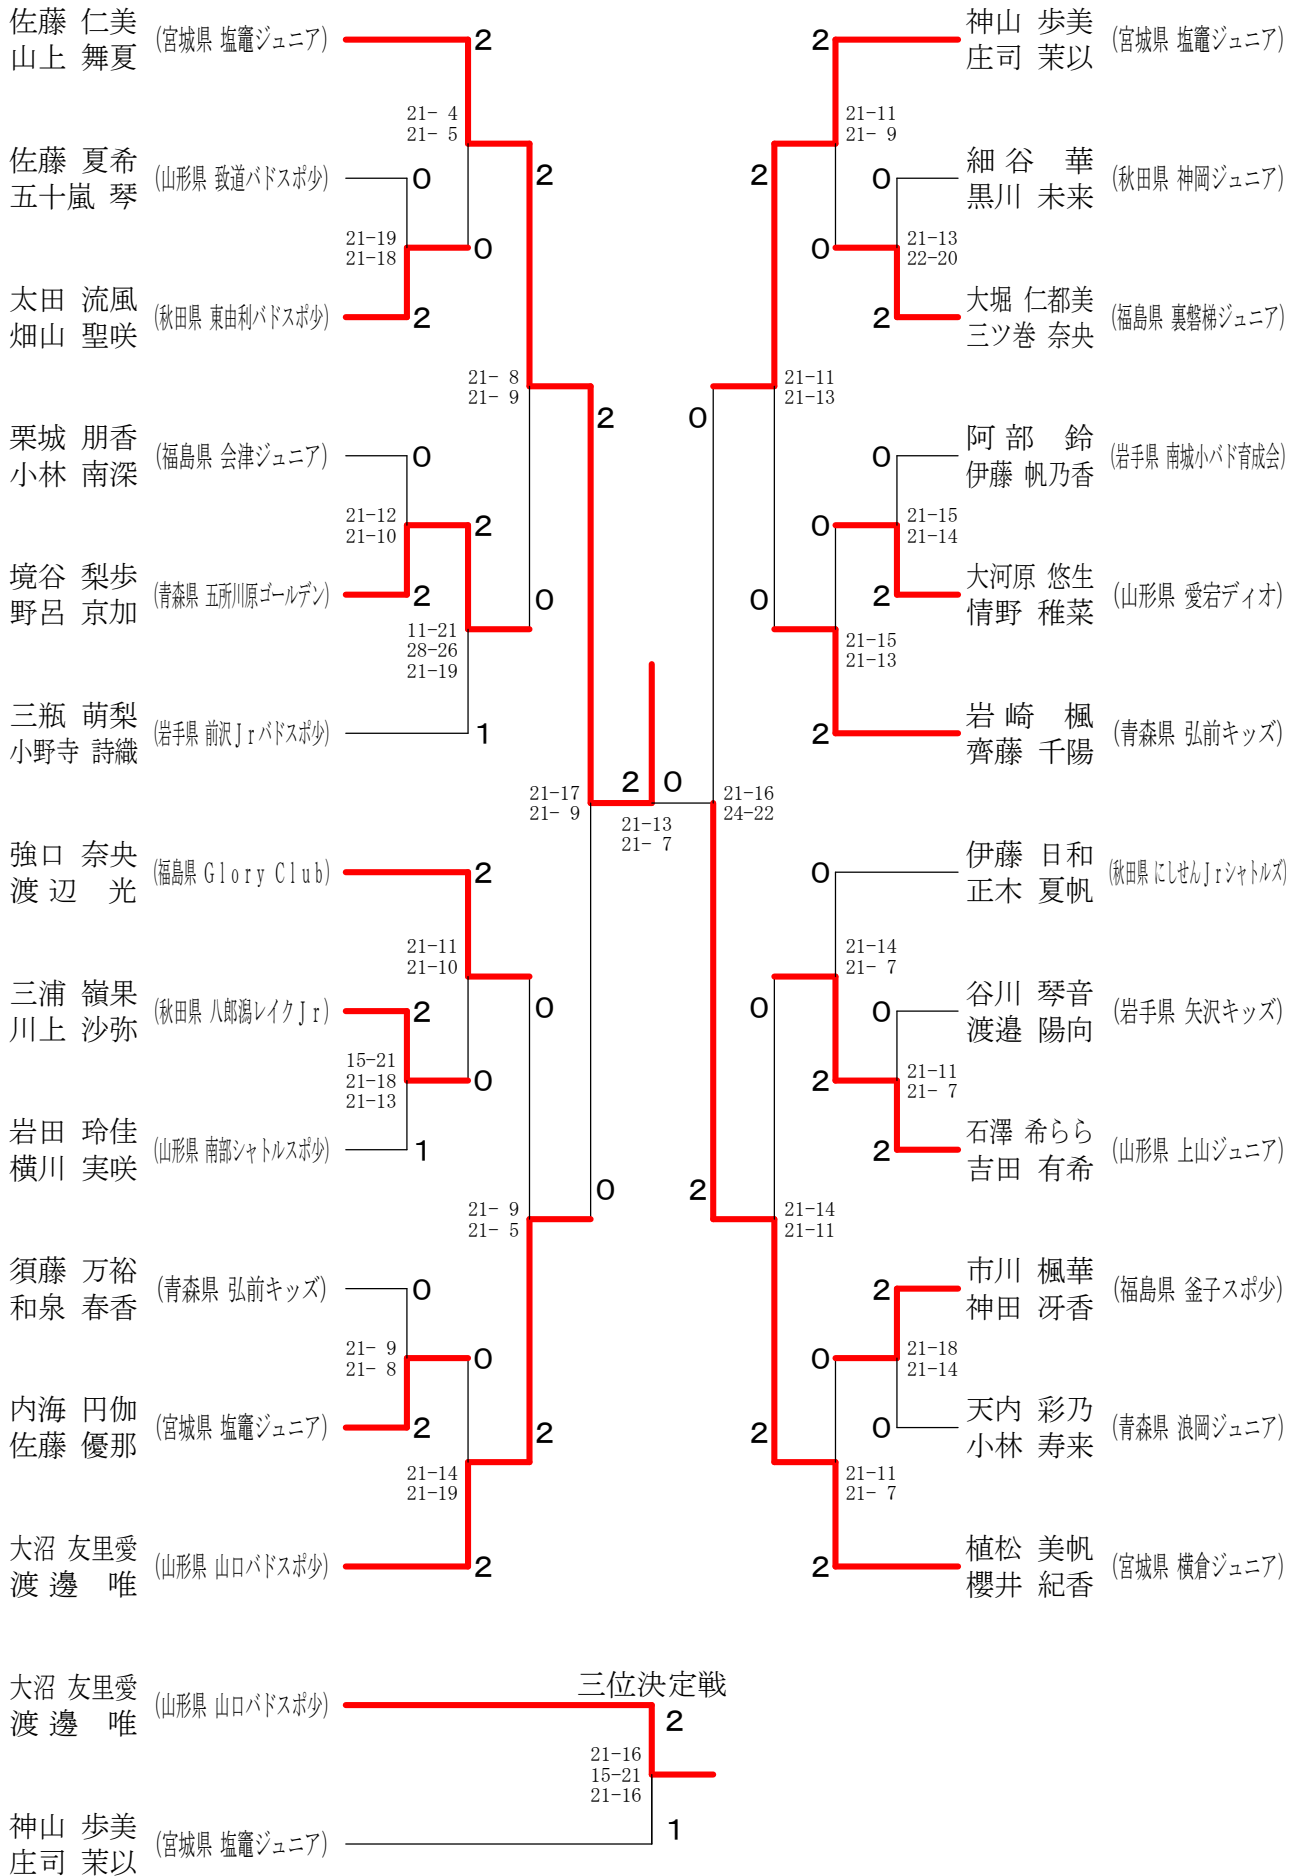 佐藤 仁美
山上 舞夏
(宮城県 塩竈ジュニア)
2
21- 4
21- 5
佐藤 夏希
五十嵐 琴
(山形県 致道バドスポ少)
0
2
21-19
21-18
0
太田 流風
畑山 聖咲
(秋田県 東由利バドスポ少)
2
21- 8
21- 9
2
栗城 朋香
小林 南深
(福島県 会津ジュニア)
0
21-12
21-10
2
境谷 梨歩
野呂 京加
(青森県 五所川原ゴールデン)
2
0
11-21
28-26
21-19
三瓶 萌梨
小野寺 詩織
(岩手県 前沢Jrバドスポ少)
1
21-17
21- 9
2 0
21-13
21- 7
強口 奈央
渡辺 光
(福島県 Glory Club)
2
21-11
21-10
三浦 嶺果
川上 沙弥
(秋田県 八郎潟レイクJr)
2
0
15-21
21-18
21-13
0
岩田 玲佳
横川 実咲
(山形県 南部シャトルスポ少)
1
21- 9
21- 5
0
須藤 万裕
和泉 春香
(青森県 弘前キッズ)
0
21- 9
21- 8
0
内海 円伽
佐藤 優那
(宮城県 塩竈ジュニア)
2
2
21-14
21-19
大沼 友里愛
渡邊 唯
(山形県 山口バドスポ少)
2
神山 歩美
庄司 茉以
(宮城県 塩竈ジュニア)
2
21-11
21- 9
細谷 華
黒川 未来
(秋田県 神岡ジュニア)
0
2
21-13
22-20
0
大堀 仁都美
三ツ巻 奈央
(福島県 裏磐梯ジュニア)
2
21-11
21-13
0
阿部 鈴
伊藤 帆乃香
(岩手県 南城小バド育成会)
0
21-15
21-14
0
大河原 悠生
情野 稚菜
(山形県 愛宕ディオ)
2
0
21-15
21-13
岩崎 楓
齊藤 千陽
(青森県 弘前キッズ)
2
21-16
24-22
伊藤 日和
正木 夏帆
(秋田県 にしせんJrシャトルズ)
0
21-14
21- 7
谷川 琴音
渡邉 陽向
(岩手県 矢沢キッズ)
0
0
21-11
21- 7
2
石澤 希らら
吉田 有希
(山形県 上山ジュニア)
2
21-14
21-11
2
市川 楓華
神田 冴香
(福島県 釜子スポ少)
2
21-18
21-14
0
天内 彩乃
小林 寿来
(青森県 浪岡ジュニア)
0
2
21-11
21- 7
植松 美帆
櫻井 紀香
(宮城県 横倉ジュニア)
2
三位決定戦
大沼 友里愛
渡邊 唯
(山形県 山口バドスポ少)
2
21-16
15-21
21-16
神山 歩美
庄司 茉以
(宮城県 塩竈ジュニア)
1